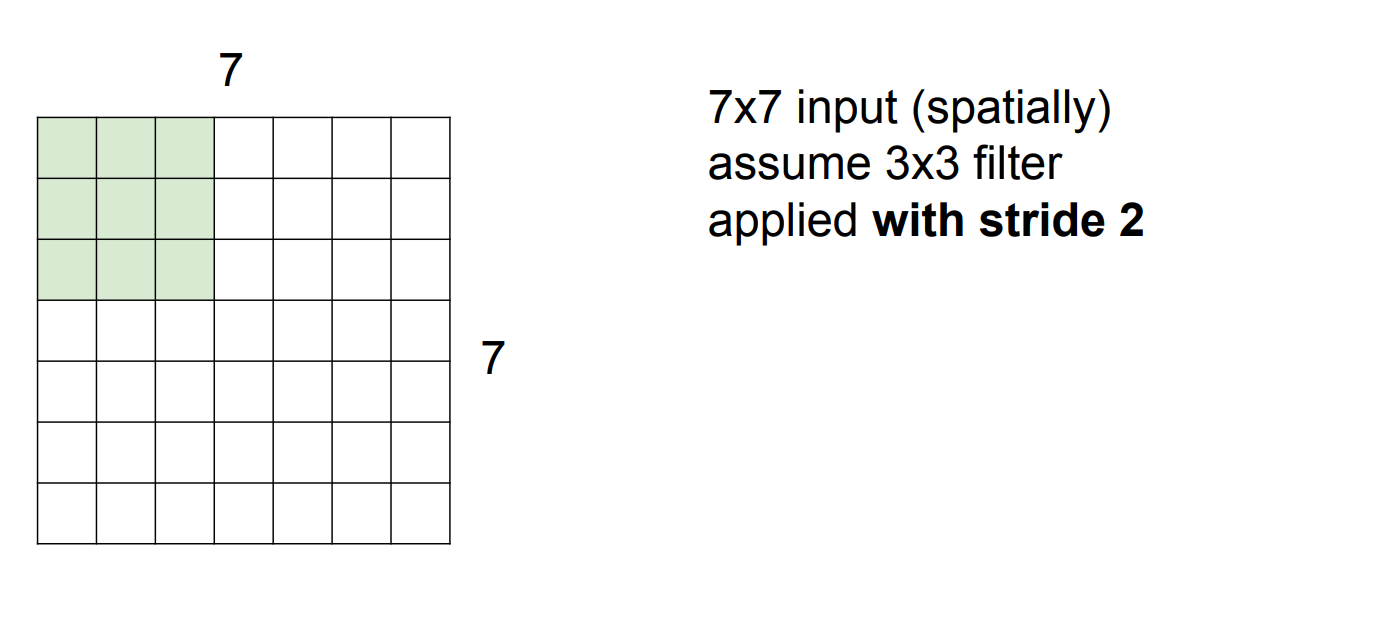 7
7x7 input (spatially)
assume 3x3 filter
applied with stride 2
7